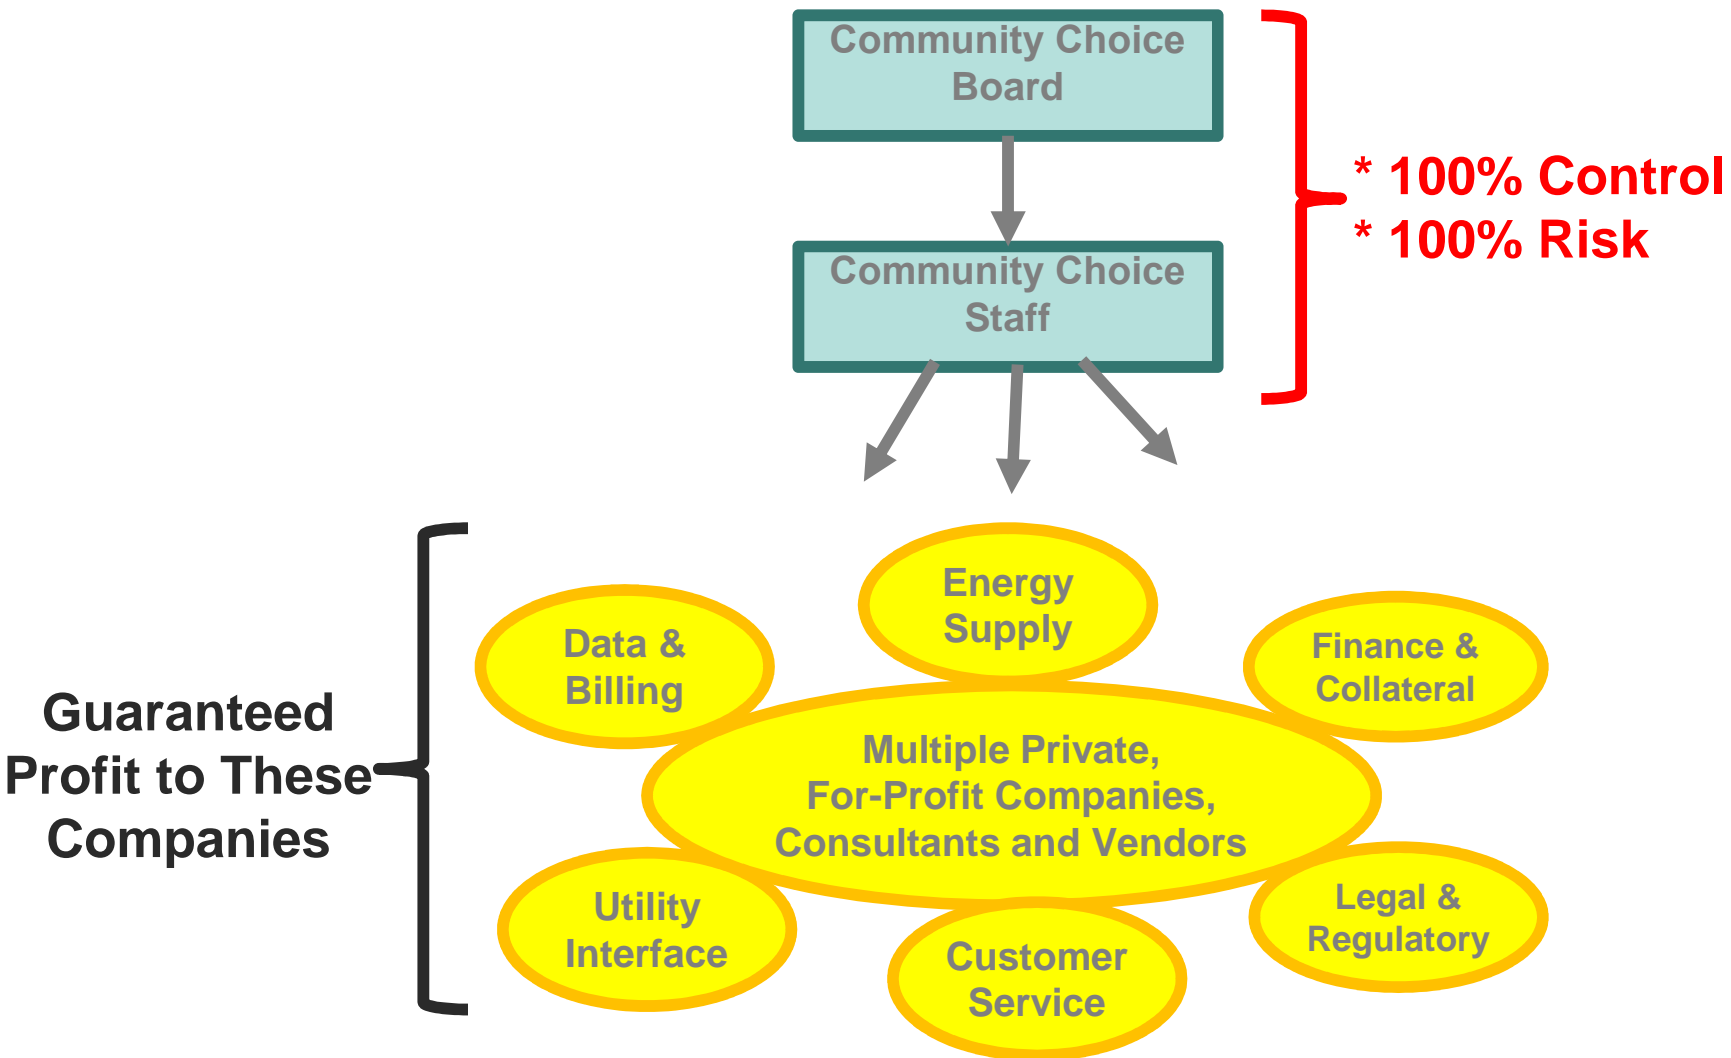 Community Choice
Board
* 100% Control
* 100% Risk
Community Choice
Staff
Energy
Supply
Data &
Billing
Finance &
Collateral
Guaranteed
Profit to These
Companies
Multiple Private,
For-Profit Companies,
Consultants and Vendors
Utility
Interface
Customer
Service
Legal &
Regulatory